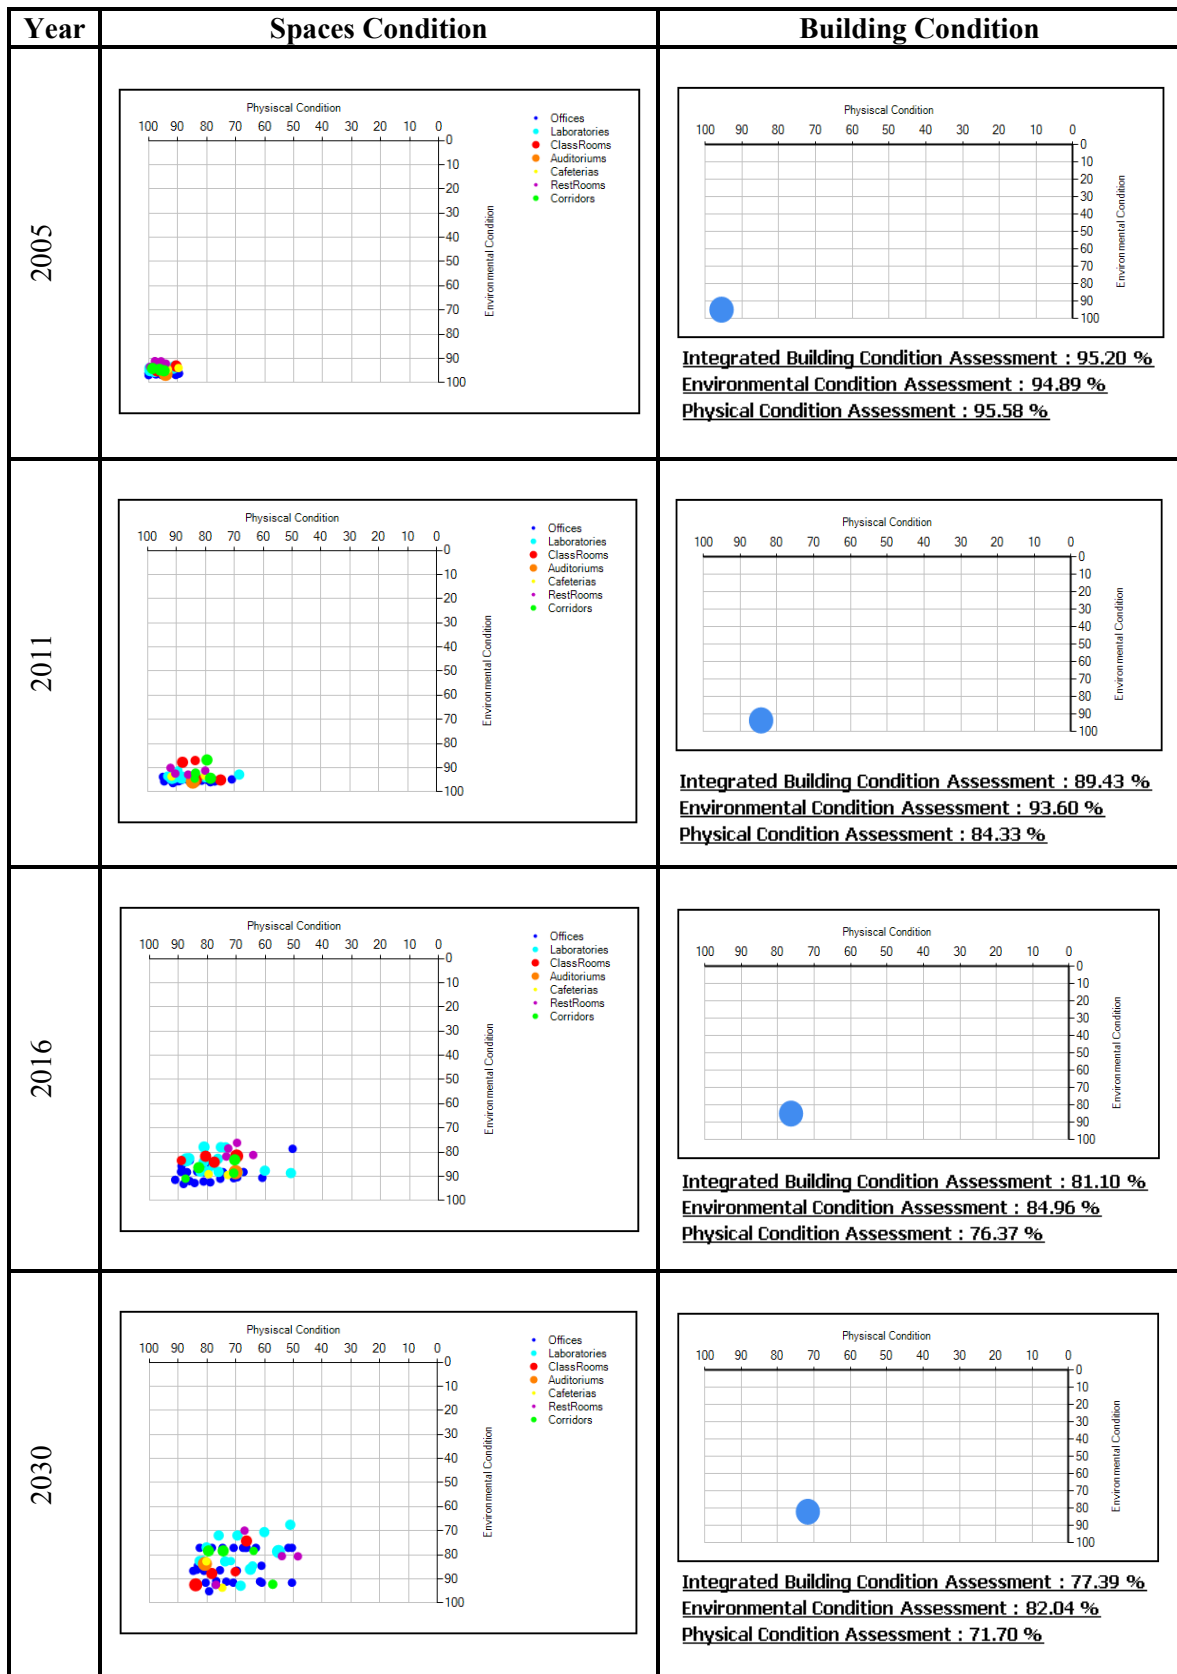 Year Spaces Condition Building Condition
2005
Physiscal Condition
100 90 80 70 60 50 40 30 20 10 0
0
10
20
30
40
50
60
70
80
90
100
Environmental Condition
Offices
Laboratories
ClassRooms
Auditoriums
Cafeterias
RestRooms
Corridors
Physical Condition
100 90 80 70 60 50 40 30 20 10 0
0
10
20
30
40
50
60
70
80
90
100
Environmental Condition
Integrated Building Condition Assessment : 95.20 %
Environmental Condition Assessment : 94.89 %
Physical Condition Assessment : 95.58 %
2011
Physiscal Condition
100 90 80 70 60 50 40 30 20 10 0
0
10
20
30
40
50
60
70
80
90
100
Environmental Condition
Offices
Laboratories
ClassRooms
Auditoriums
Cafeterias
RestRooms
Corridors
Physical Condition
100 90 80 70 60 50 40 30 20 10 0
0
10
20
30
40
50
60
70
80
90
100
Environmental Condition
Integrated Building Condition Assessment : 89.43 %
Environmental Condition Assessment : 93.60 %
Physical Condition Assessment : 84.33 %
2016
Physiscal Condition
100 90 80 70 60 50 40 30 20 10 0
0
10
20
30
40
50
60
70
80
90
100
Environmental Condition
Offices
Laboratories
ClassRooms
Auditoriums
Cafeterias
RestRooms
Corridors
Physical Condition
100 90 80 70 60 50 40 30 20 10 0
0
10
20
30
40
50
60
70
80
90
100
Environmental Condition
Integrated Building Condition Assessment : 81.10 %
Environmental Condition Assessment : 84.96 %
Physical Condition Assessment : 76.37 %
2030
Physiscal Condition
100 90 80 70 60 50 40 30 20 10 0
0
10
20
30
40
50
60
70
80
90
100
Environmental Condition
Offices
Laboratories
ClassRooms
Auditoriums
Cafeterias
RestRooms
Corridors
Physical Condition
100 90 80 70 60 50 40 30 20 10 0
0
10
20
30
40
50
60
70
80
90
100
Environmental Condition
Integrated Building Condition Assessment : 77.39 %
Environmental Condition Assessment : 82.04 %
Physical Condition Assessment : 71.70 %